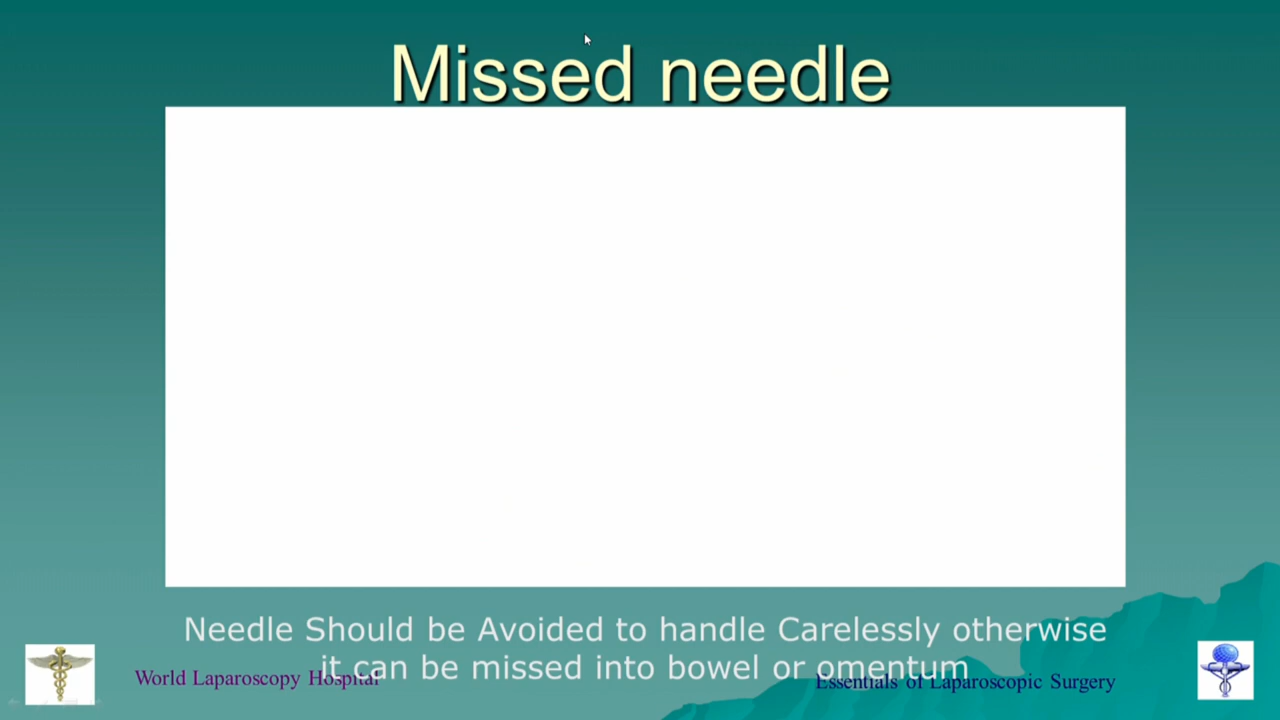 Missed needle
Needle Should be Avoided to handle Carelessly otherwise
it can be missed into bowel or omentum
World Laparoscopy Hospital
Essentials of Laparoscopic Surgery